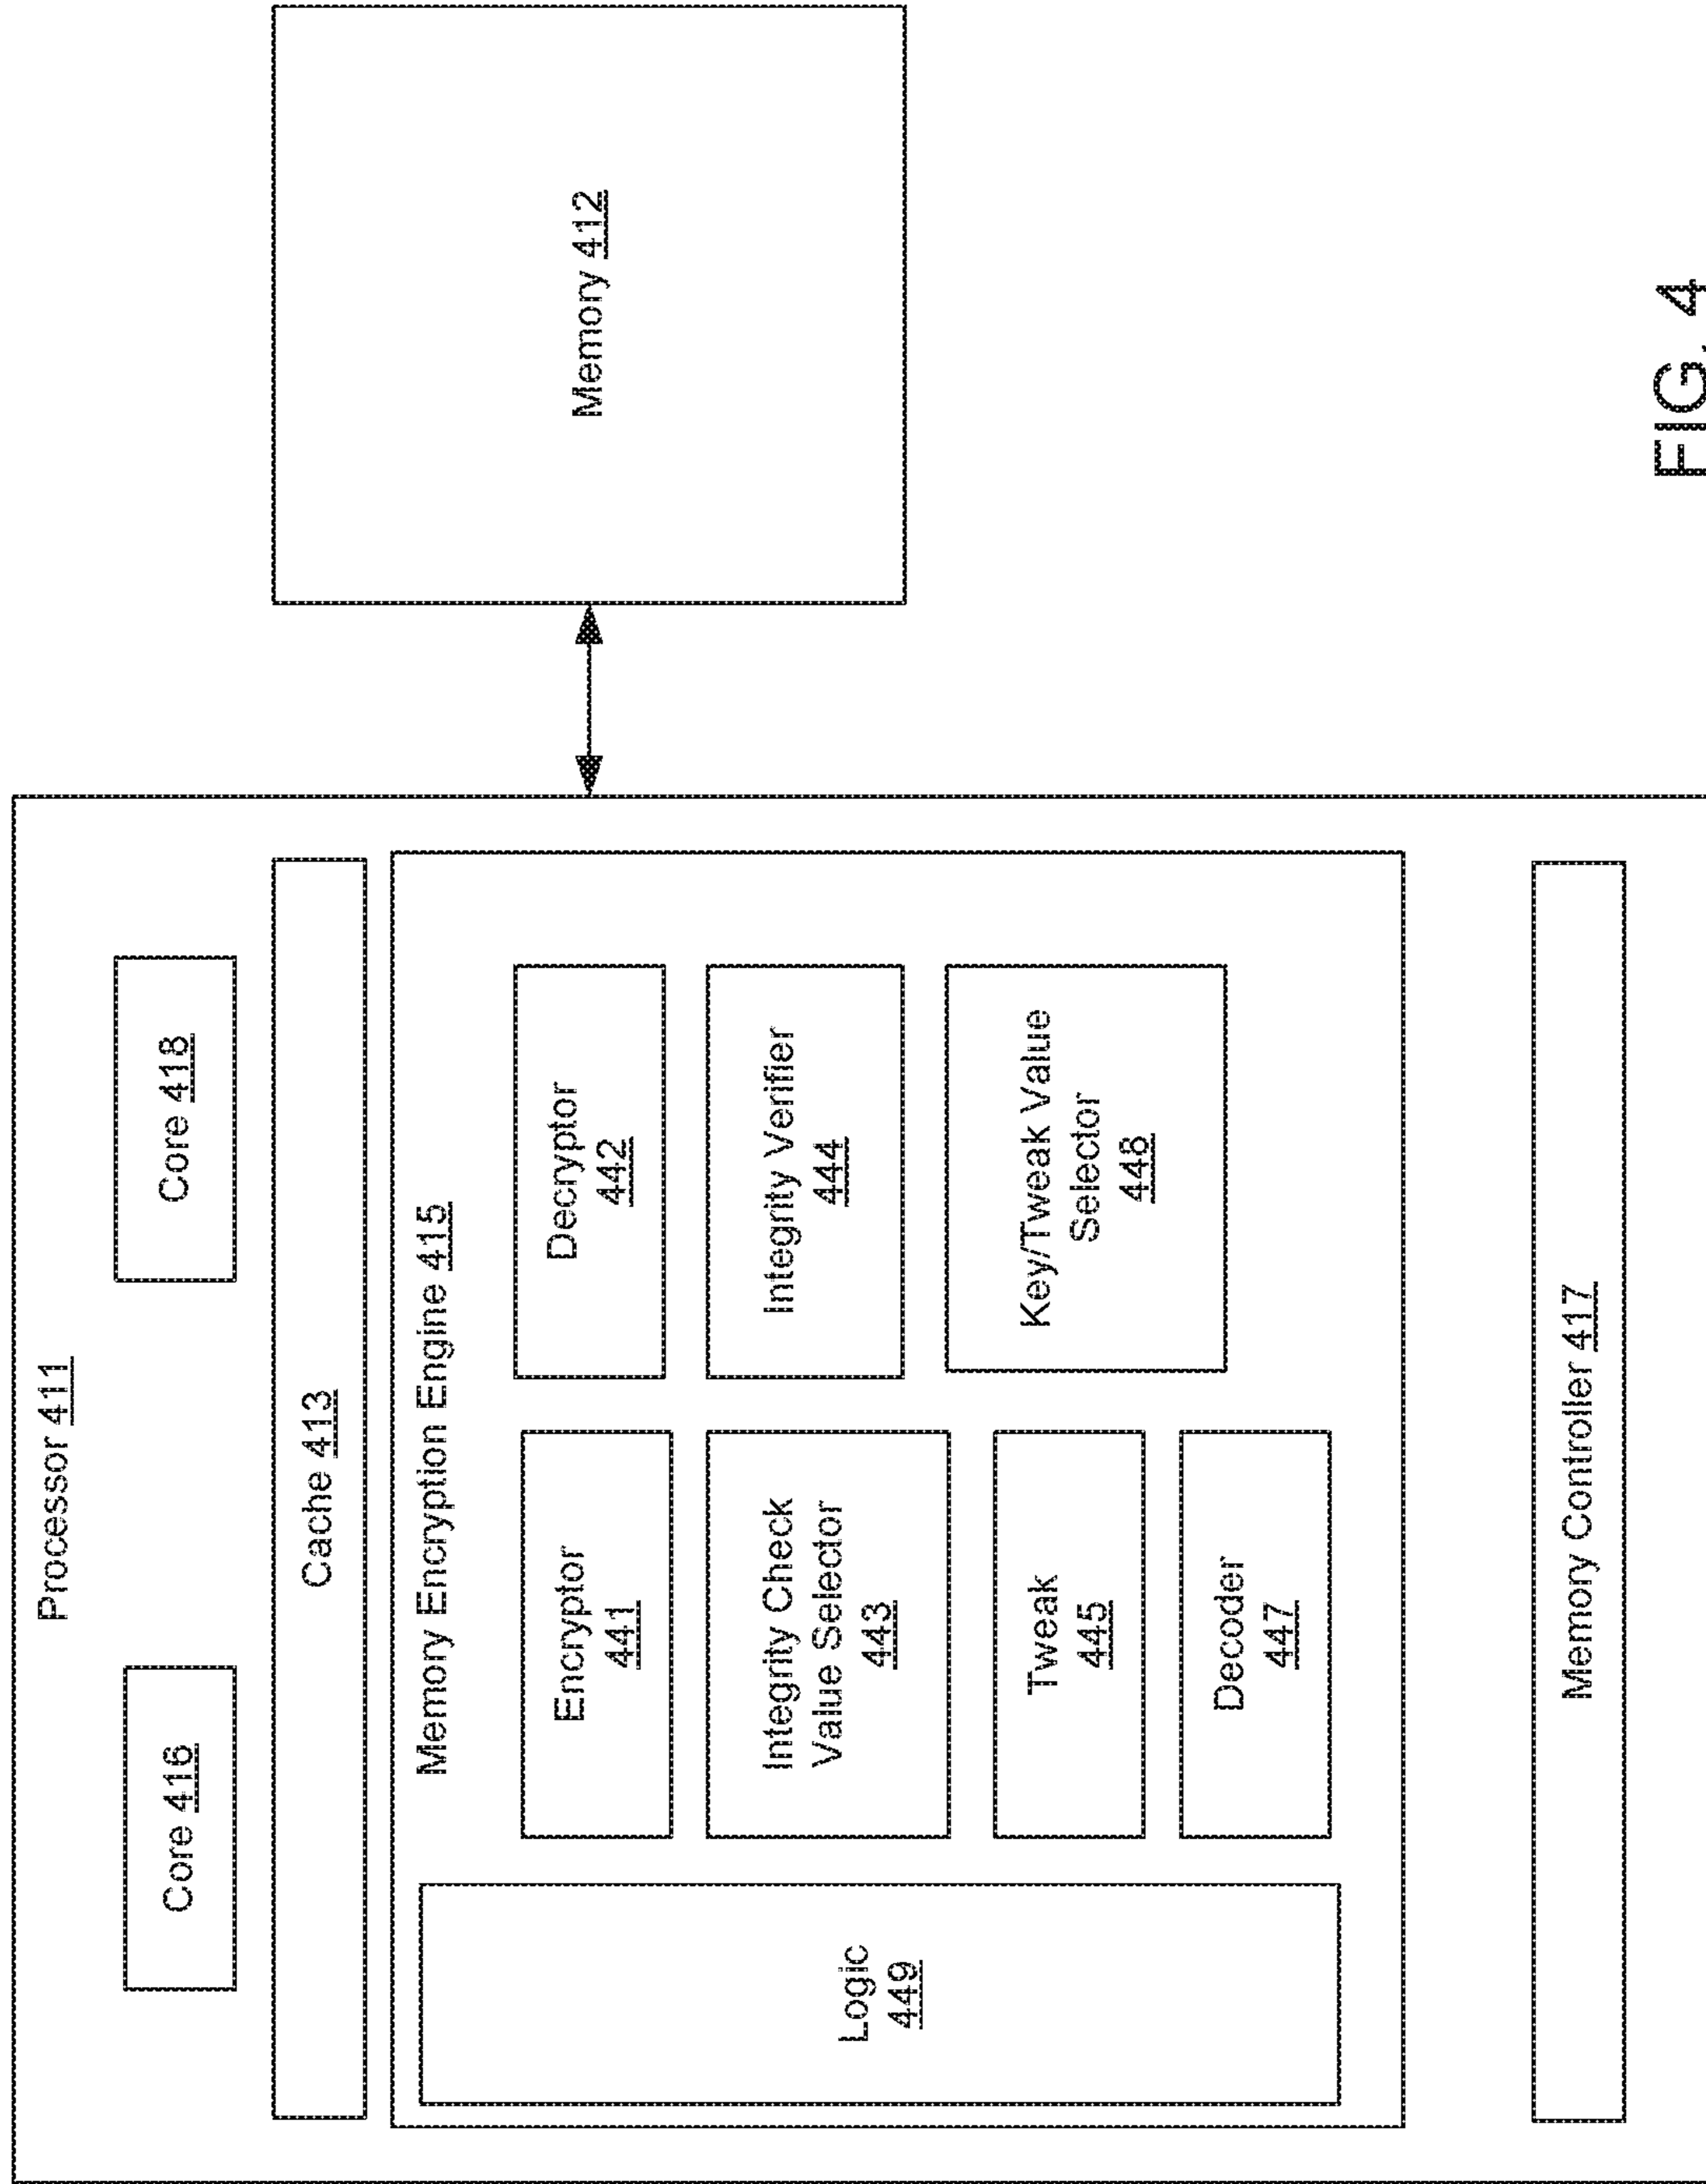 Processor 411
Core 416
Core 418
Cache 413
Memory Encryption Engine 415
Logic
449
Encryptor
441
Decryptor
442
Integrity Check
Value Selector
443
Integrity Verifier
444
Tweak
445
Key/Tweak Value
Selector
448
Decoder
447
Memory Controller 417
Memory 412
FIG. 4